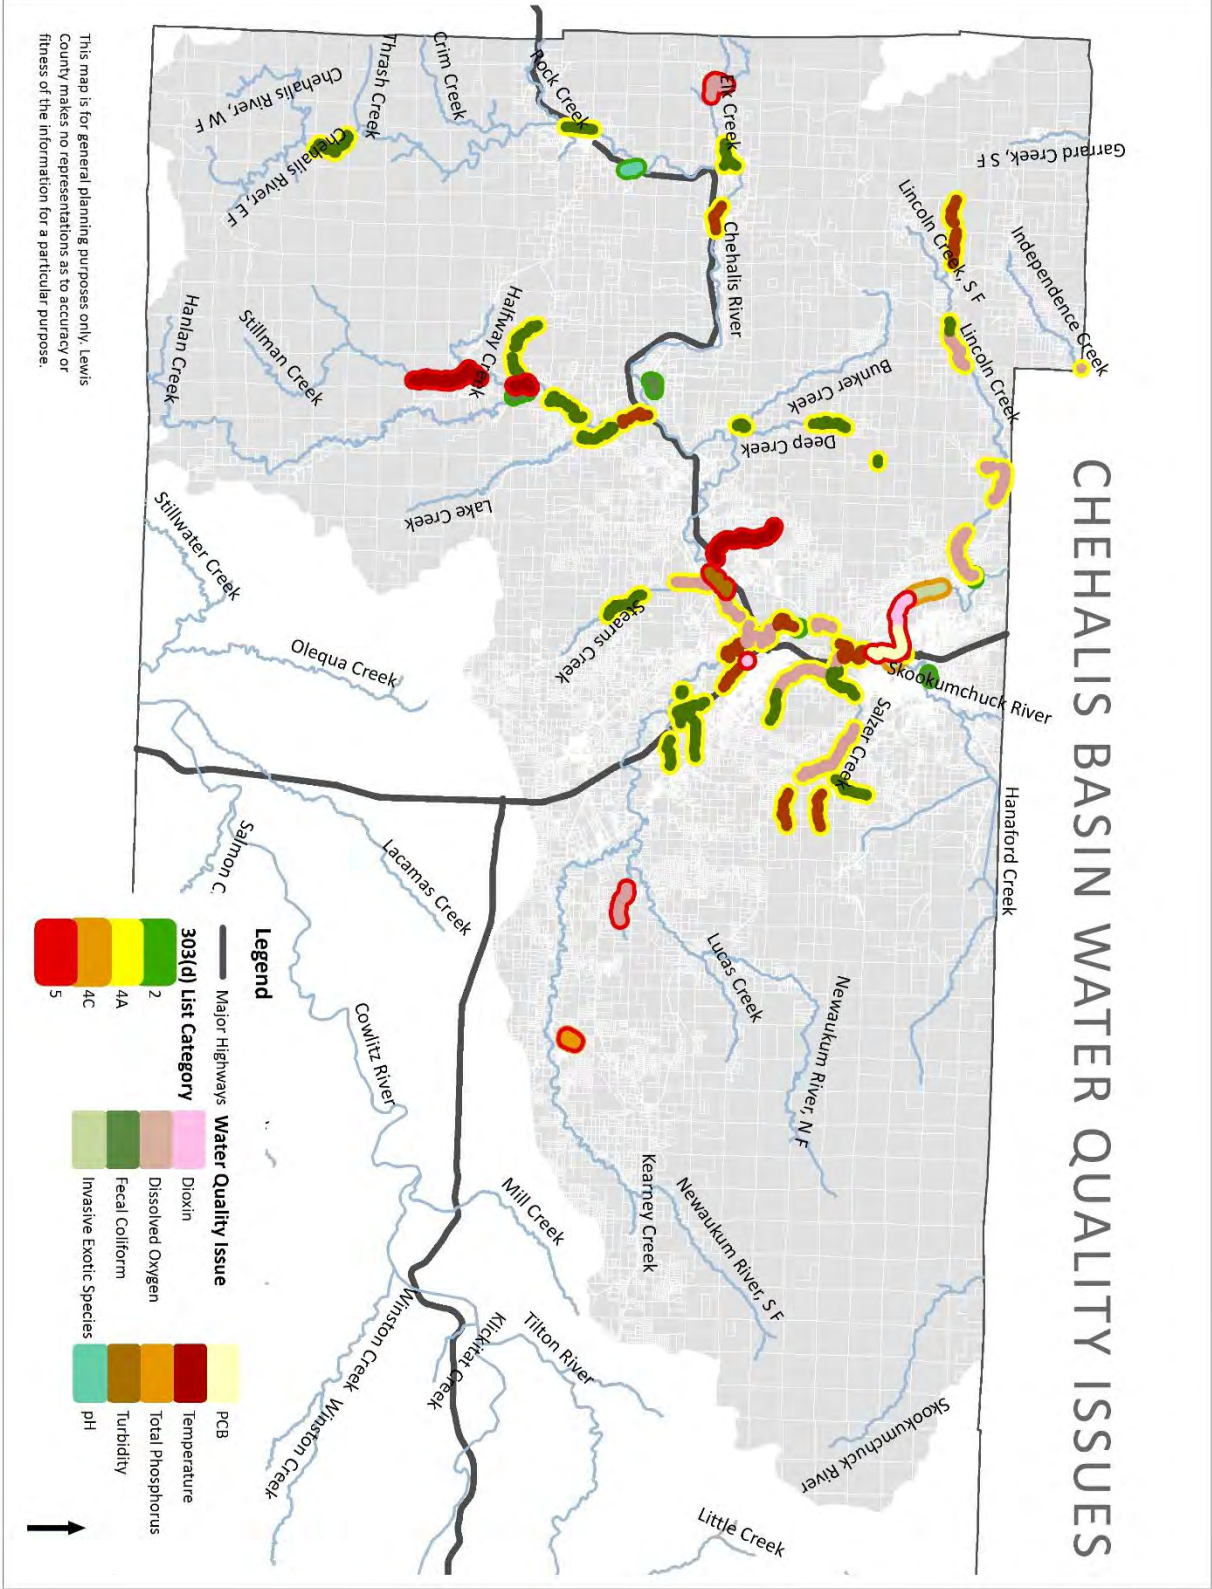 CHEHALIS BASIN WATER QUALITY ISSUES
Garrard Creek, S F
Independence Creek
Lincoln Creek, S F
Lincoln Creek
Elk Creek
Rock Creek
Crim Creek
Thrash Creek
Chehalis River, W F
Chehalis River, E F
Chehalis River
Bunker Creek
Deep Creek
Halfway Creek
Stillman Creek
Hanlan Creek
Lake Creek
Stearns Creek
Skookumchuck River
Salzer Creek
Hanaford Creek
Stillwater Creek
Olequa Creek
Lacamas Creek
Salmon C
Lucas Creek
Newaukum River, N F
Kearney Creek
Newaukum River, S F
Cowlitz River
Mill Creek
Tilton River
Klickitat Creek
Winston Creek
Winston Creek
Skookumchuck River
Little Creek
Legend
Major Highways
303(d) List Category
2
4A
4C
5
Water Quality Issue
Dioxin
Dissolved Oxygen
Fecal Coliform
Invasive Exotic Species
PCB
Temperature
Total Phosphorus
Turbidity
pH
This map is for general planning purposes only. Lewis
County makes no representations as to accuracy or
fitness of the information for a particular purpose.